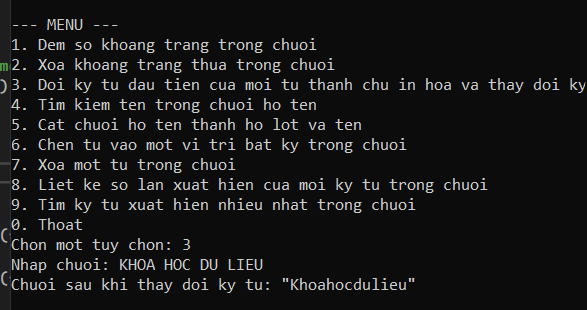 --- MENU ---
1. Dem so khoang trang trong chuoi
2. Xoa khoang trang thua trong chuoi
3. Doi ky tu dau tien cua moi tu thanh chu in hoa va thay doi ky
4. Tim kiem ten trong chuoi ho ten
5. Cat chuoi ho ten thanh ho lot va ten
6. Chen tu vao mot vi tri bat ky trong chuoi
7. Xoa mot tu trong chuoi
8. Liet ke so lan xuat hien cua moi ky tu trong chuoi
9. Tim ky tu xuat hien nhieu nhat trong chuoi
0. Thoat
Chon mot tuy chon: 3
Nhap chuoi: KHOA HOC DU LIEU
Chuoi sau khi thay doi ky tu: "Khoahocdulieu"